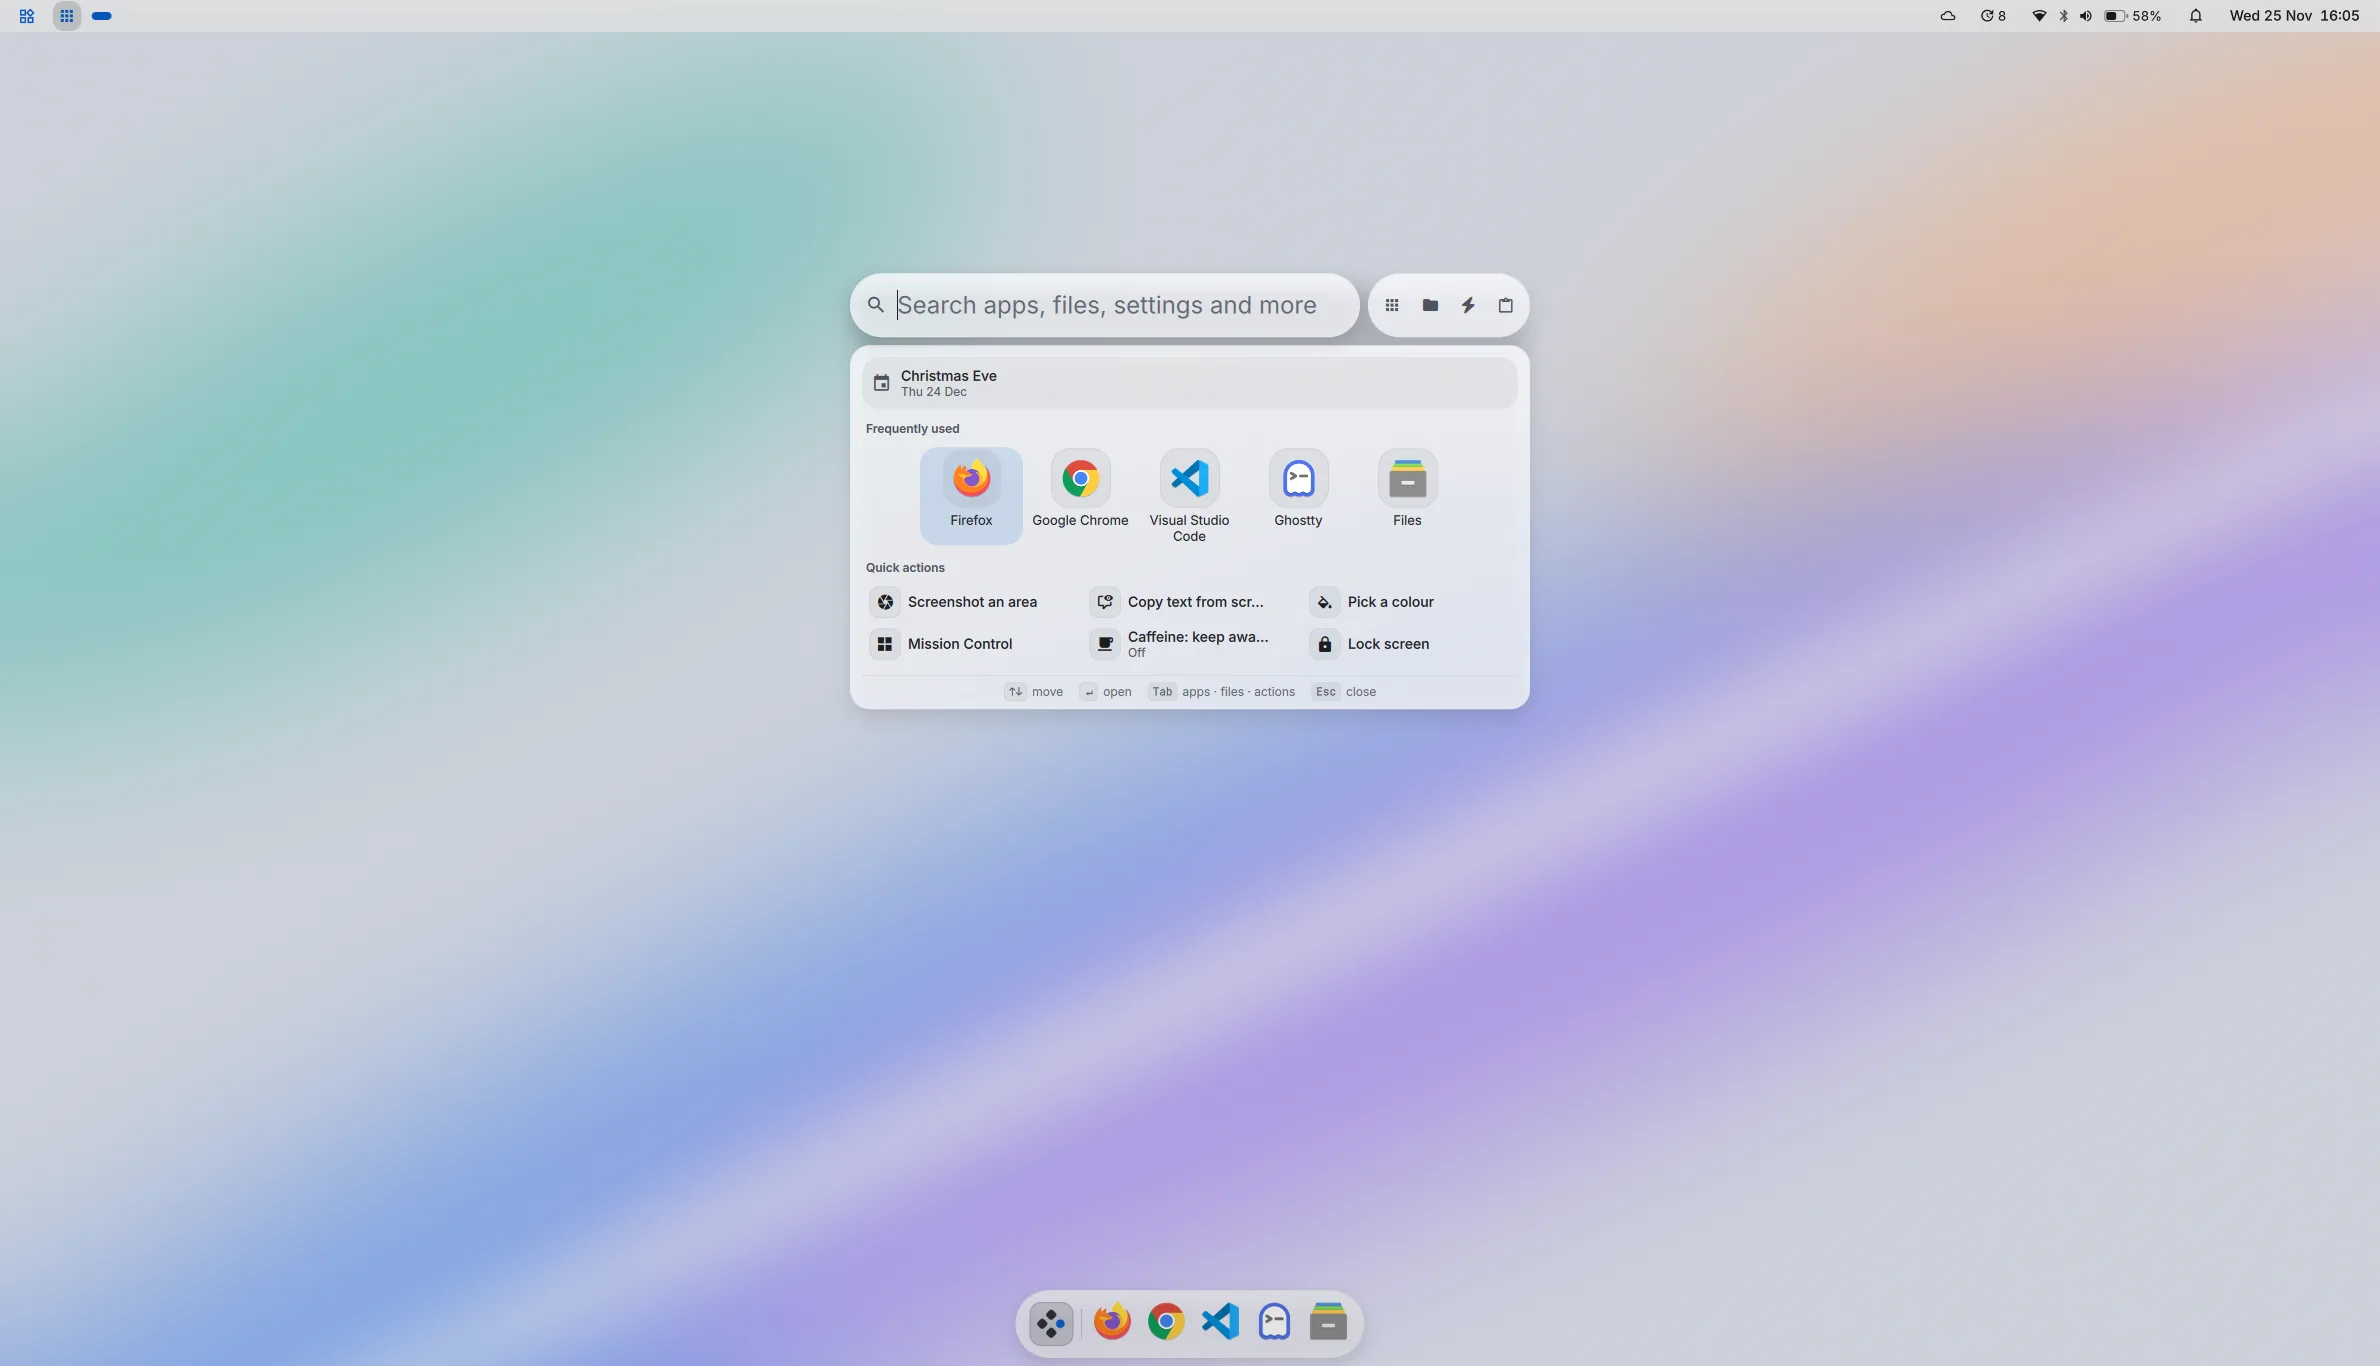 8
58%
Wed 25 Nov 16:05
Search apps, files, settings and more
Christmas Eve
Thu 24 Dec
Frequently used
Firefox
Google Chrome
Visual Studio
Code
Ghostty
Files
Quick actions
Screenshot an area
Copy text from scr...
Pick a colour
Mission Control
Caffeine: keep awa...
Off
Lock screen
↑↓ move ↵ open Tab apps · files · actions Esc close